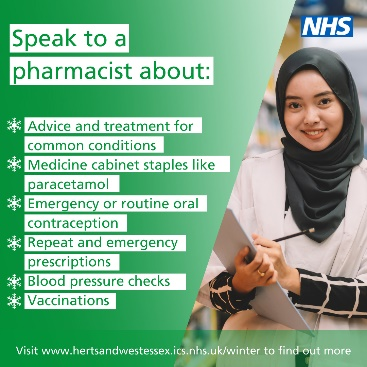 NHS
Speak to a
pharmacist about:
Advice and treatment for
common conditions
Medicine cabinet staples like
paracetamol
Emergency or routine oral
contraception
Repeat and emergency
prescriptions
Blood pressure checks
Vaccinations
Visit www.hertsandwestessex.ics.nhs.uk/winter to find out more